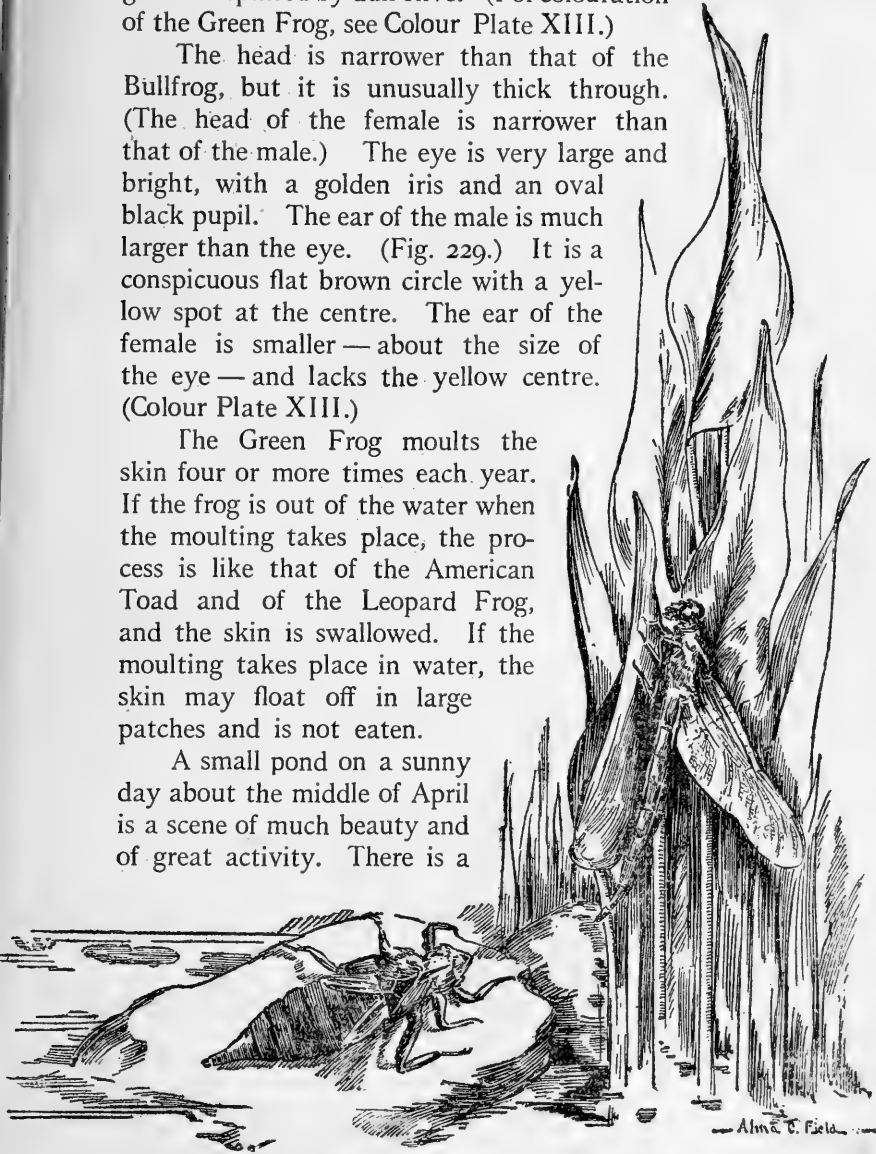 of the Green Frog, see Colour Plate XIII.)
The head is narrower than that of the
Bullfrog, but it is unusually thick through.
(The head of the female is narrower than
that of the male.) The eye is very large and
bright, with a golden iris and an oval
black pupil. The ear of the male is much
larger than the eye. (Fig. 229.) It is a
conspicuous flat brown circle with a yel-
low spot at the centre. The ear of the
female is smaller — about the size of
the eye — and lacks the yellow centre.
(Colour Plate XIII.)
The Green Frog moults the
skin four or more times each year.
If the frog is out of the water when
the moulting takes place, the pro-
cess is like that of the American
Toad and of the Leopard Frog,
and the skin is swallowed. If the
moulting takes place in water, the
skin may float off in large
patches and is not eaten.
A small pond on a sunny
day about the middle of April
is a scene of much beauty and
of great activity. There is a
Alma E. Field